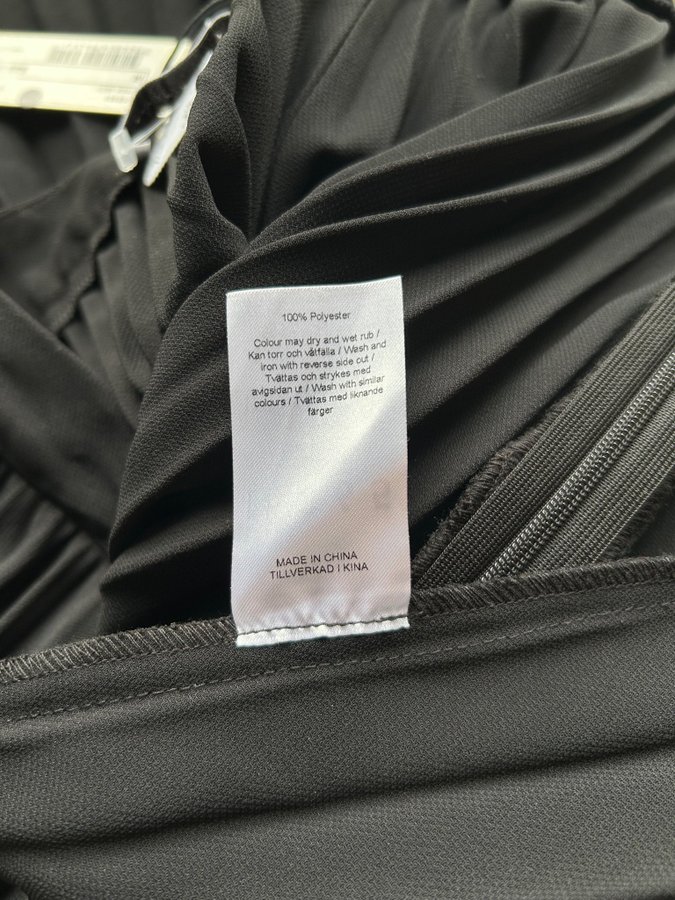 100% Polyester
Colour may dry and wet rub /
Kan torr och våtfälla / Wash and
iron with reverse side out /
Tvättas och strykes med
avigsidan ut / Wash with similar
colours / Tvättas med liknande
färger
MADE IN CHINA
TILLVERKAD I KINA